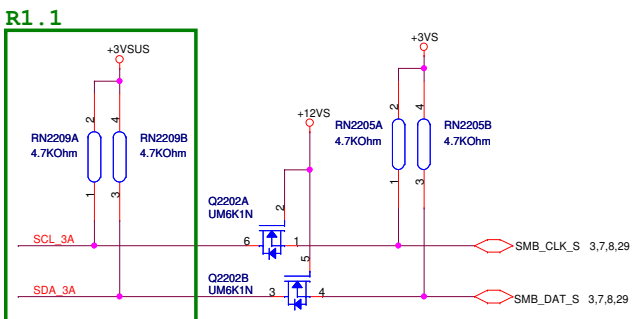 R1.1
+3VSUS
+3VS
+12VS
2
4
2
4
RN2209A
4.7KOhm
RN2209B
4.7KOhm
RN2205A
4.7KOhm
RN2205B
4.7KOhm
1
3
1
3
Q2202A
UM6K1N
2
SCL_3A
6
1
SMB_CLK_S 3,7,8,29
5
Q2202B
UM6K1N
SDA_3A
3
4
SMB_DAT_S 3,7,8,29